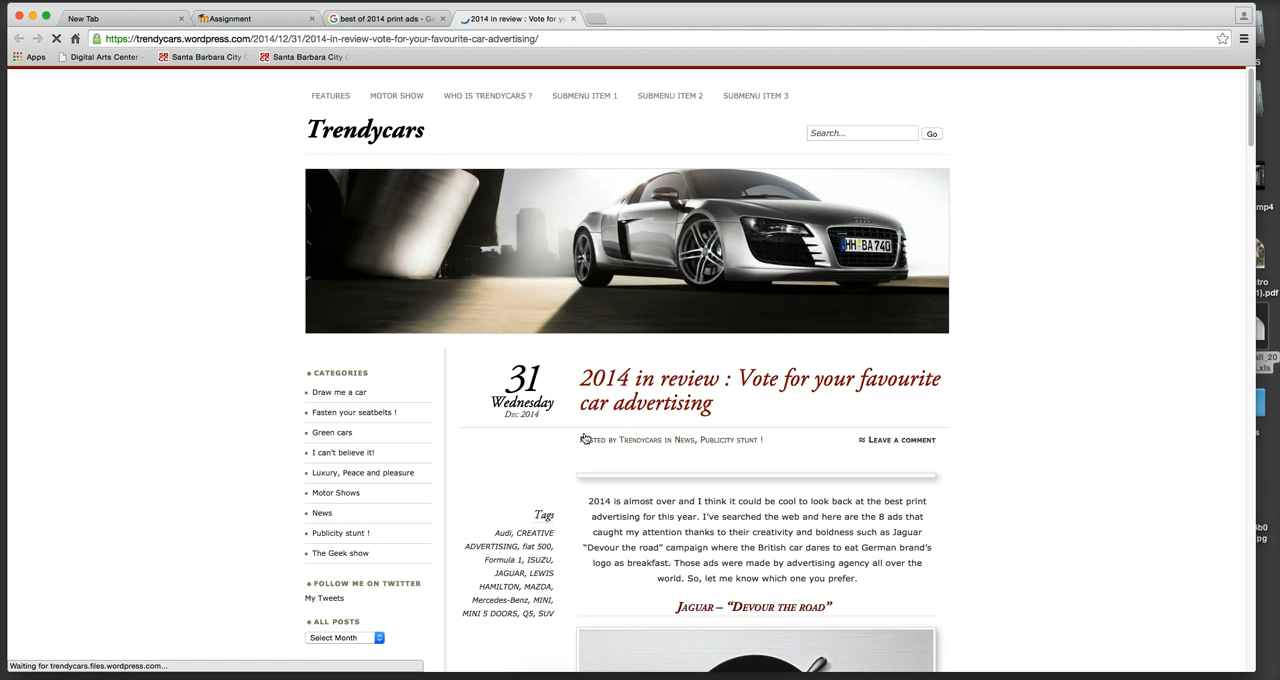 New Tab
Assignment
best of 2014 print ads - G
2014 in review : Vote for yo
https://trendycars.wordpress.com/2014/12/31/2014-in-review-vote-for-your-favourite-car-advertising/
Apps
Digital Arts Center -
Santa Barbara City
Santa Barbara City
FEATURES
MOTOR SHOW
WHO IS TRENDYCARS ?
SUBMENU ITEM 1
SUBMENU ITEM 2
SUBMENU ITEM 3
Trendycars
Search...
Go
HH BA 740
CATEGORIES
Draw me a car
Fasten your seatbelts !
Green cars
I can't believe it!
Luxury, Peace and pleasure
Motor Shows
News
Publicity stunt !
The Geek show
FOLLOW ME ON TWITTER
My Tweets
ALL POSTS
Select Month
31
Wednesday
Dec 2014
2014 in review : Vote for your favourite
car advertising
BY TRENDYCARS IN NEWS, PUBLICITY STUNT !
LEAVE A COMMENT
Tags
Audi, CREATIVE
ADVERTISING, fiat 500,
Formula 1, ISUZU,
JAGUAR, LEWIS
HAMILTON, MAZDA,
Mercedes-Benz, MINI,
MINI 5 DOORS, Q5, SUV
2014 is almost over and I think it could be cool to look back at the best print
advertising for this year. I've searched the web and here are the 8 ads that
caught my attention thanks to their creativity and boldness such as Jaguar
"Devour the road" campaign where the British car dares to eat German brand's
logo as breakfast. Those ads were made by advertising agency all over the
world. So, let me know which one you prefer.
JAGUAR – "DEVOUR THE ROAD"
Waiting for trendycars.files.wordpress.com...
mp4
.pdf
.xls